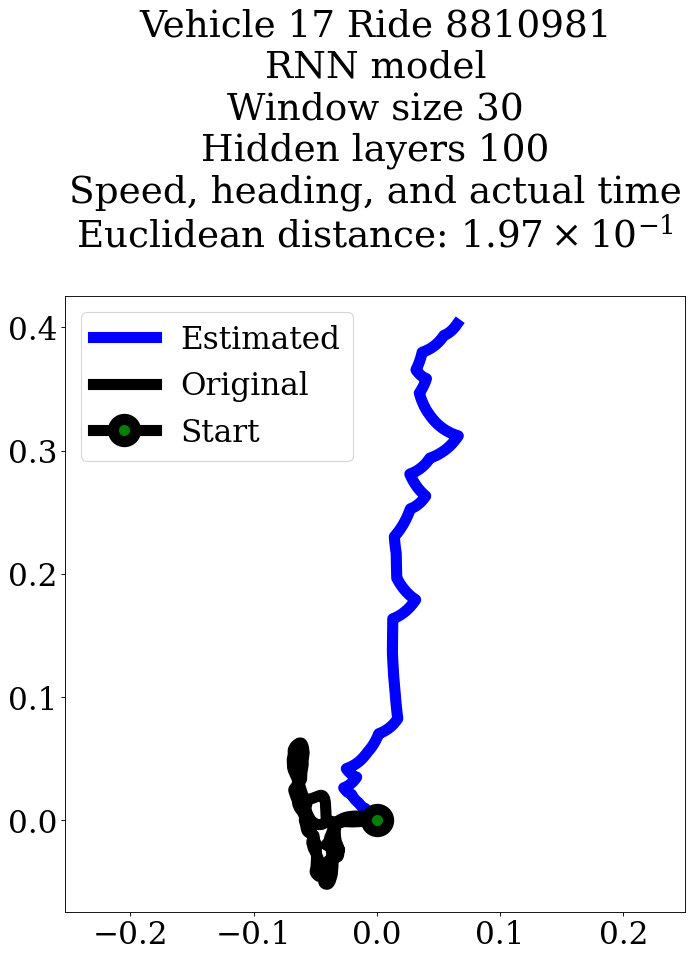 Vehicle 17 Ride 8810981
RNN model
Window size 30
Hidden layers 100
Speed, heading, and actual time
Euclidean distance: 1.97 × 10⁻¹
Estimated
Original
Start
0.4
0.3
0.2
0.1
0.0
−0.2
−0.1
0.0
0.1
0.2